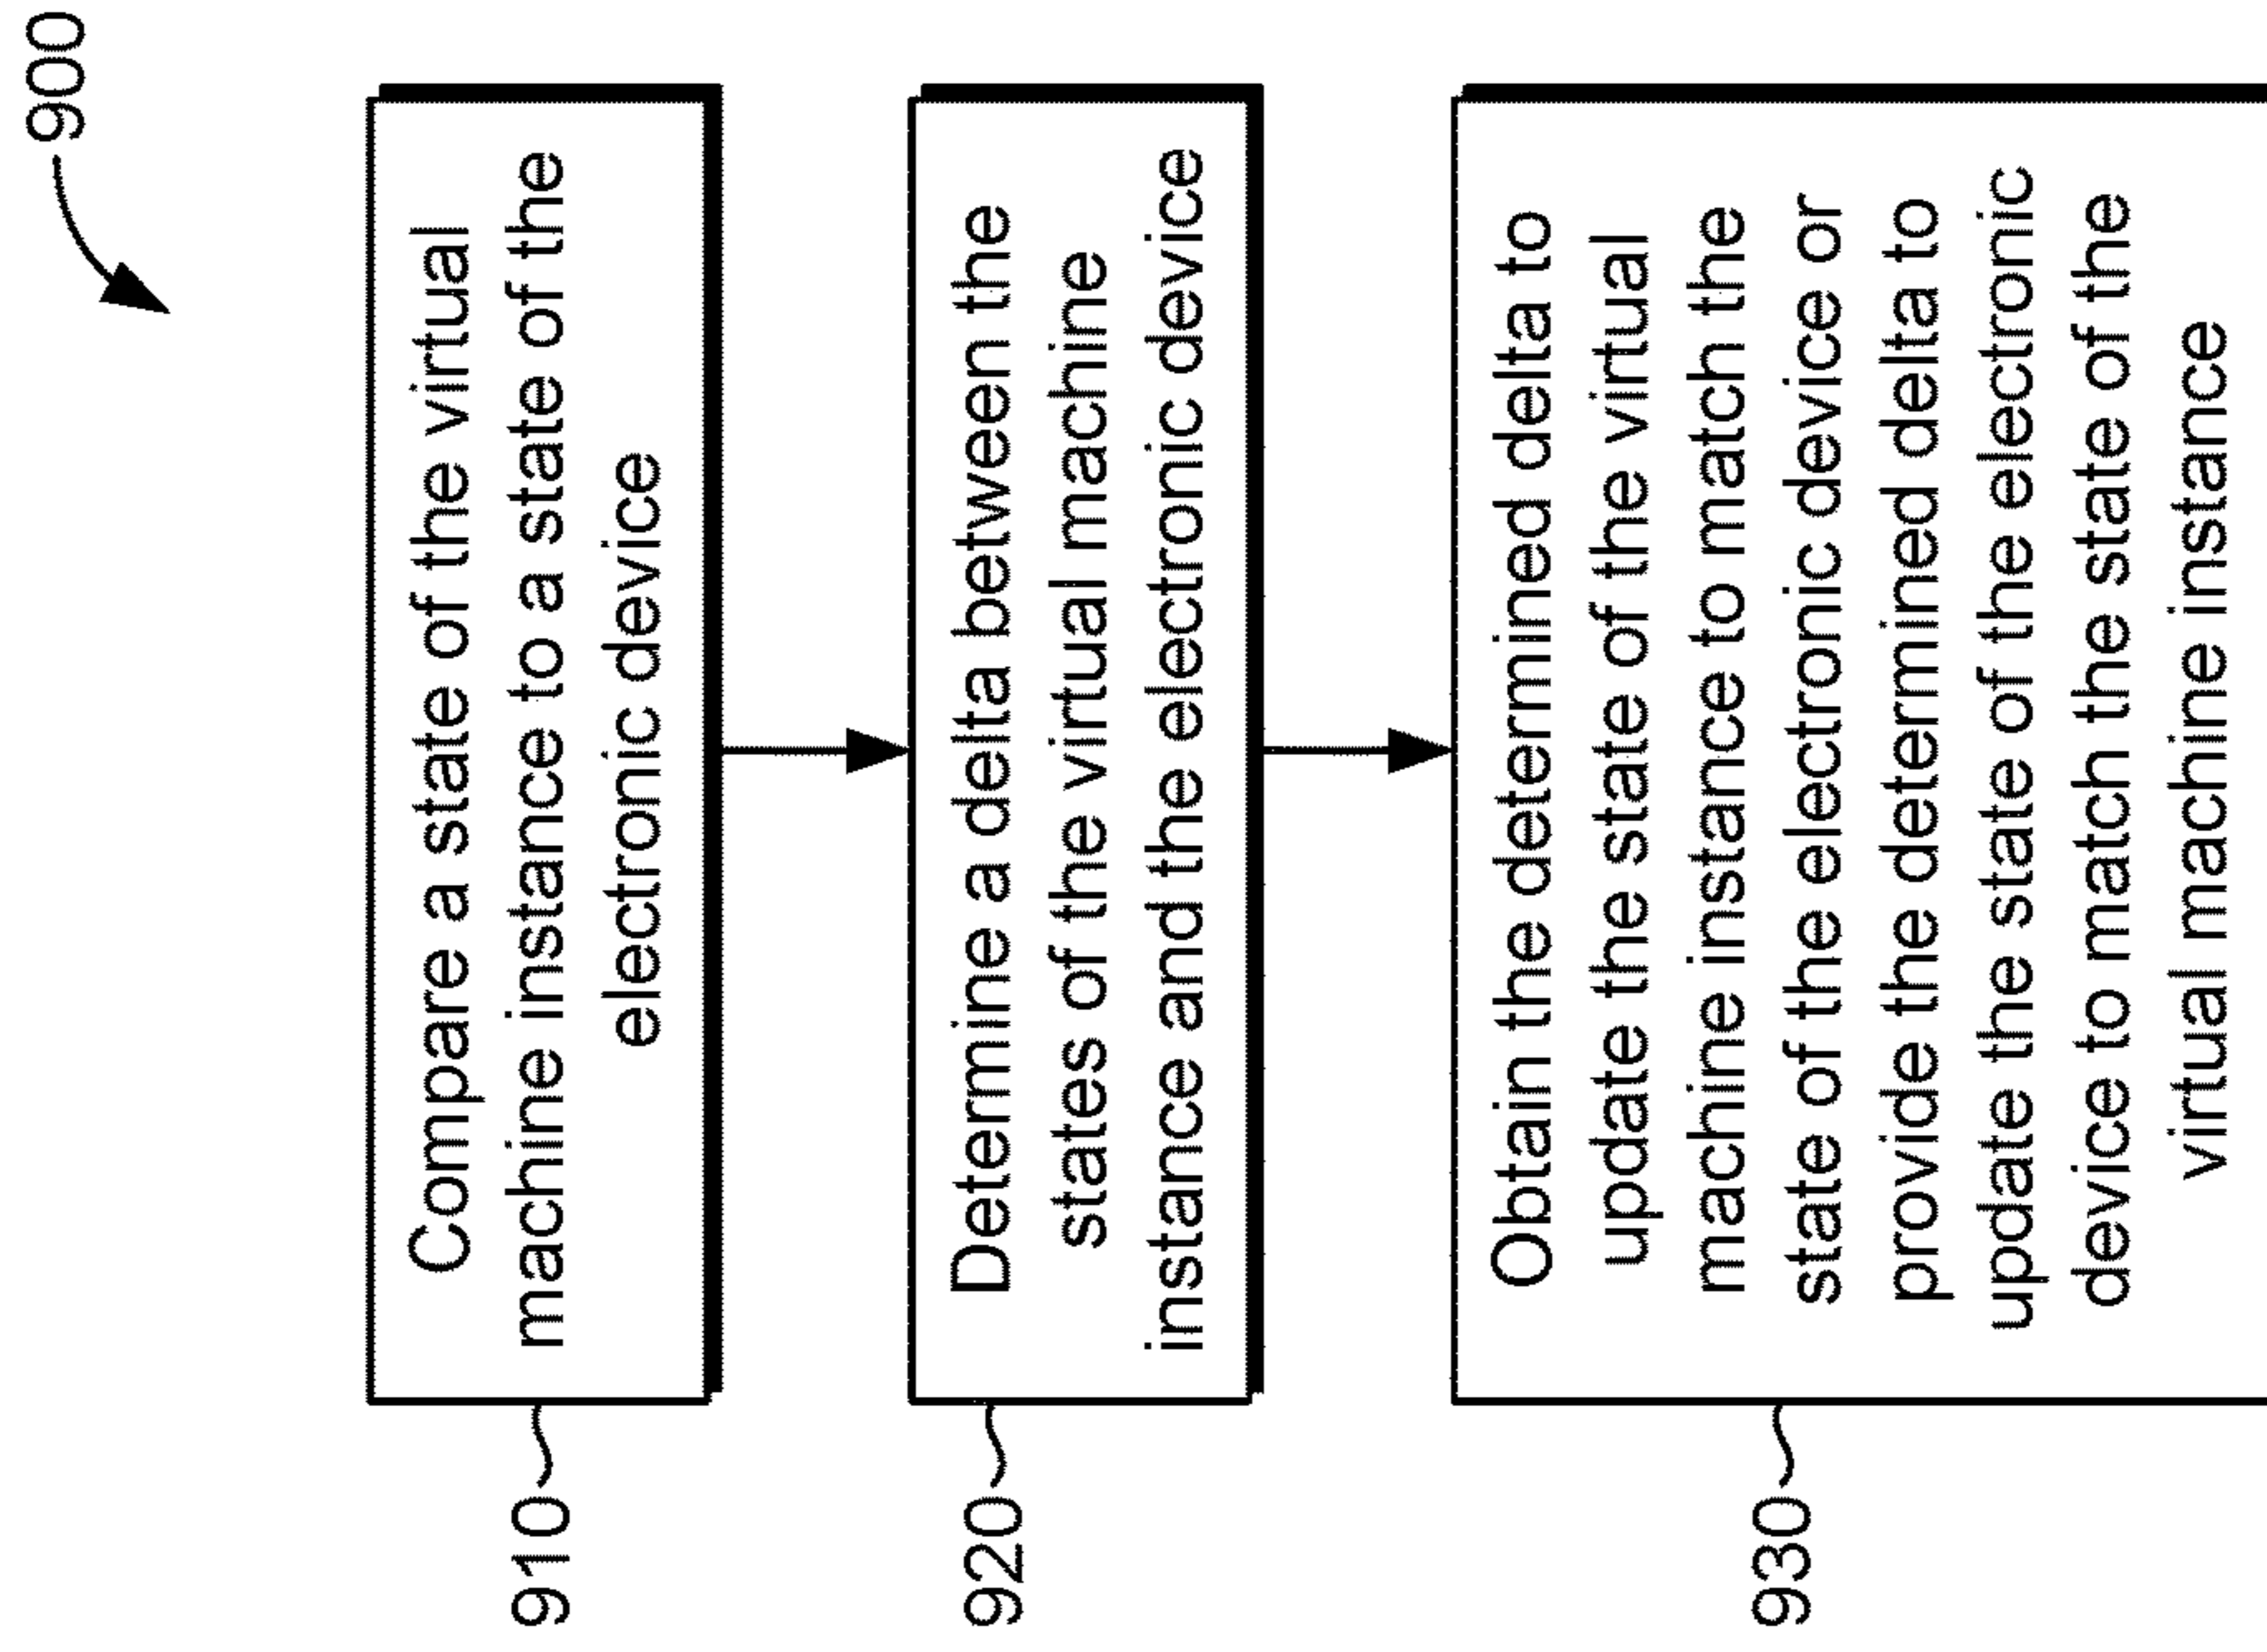 900
910
Compare a state of the virtual
machine instance to a state of the
electronic device
920
Determine a delta between the
states of the virtual machine
instance and the electronic device
930
Obtain the determined delta to
update the state of the virtual
machine instance to match the
state of the electronic device or
provide the determined delta to
update the state of the electronic
device to match the state of the
virtual machine instance